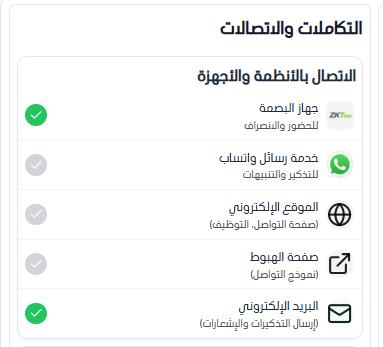 التكاملات والاتصالات
الاتصال بالأنظمة والأجهزة
جهاز البصمة
ZKTeco
للحضور والانصراف
خدمة رسائل واتساب
للتذكير والتنبيهات
الموقع الإلكتروني
(صفحة التواصل، التوظيف)
صفحة الهبوط
(نموذج التواصل)
البريد الإلكتروني
(إرسال التذكيرات والإشعارات)